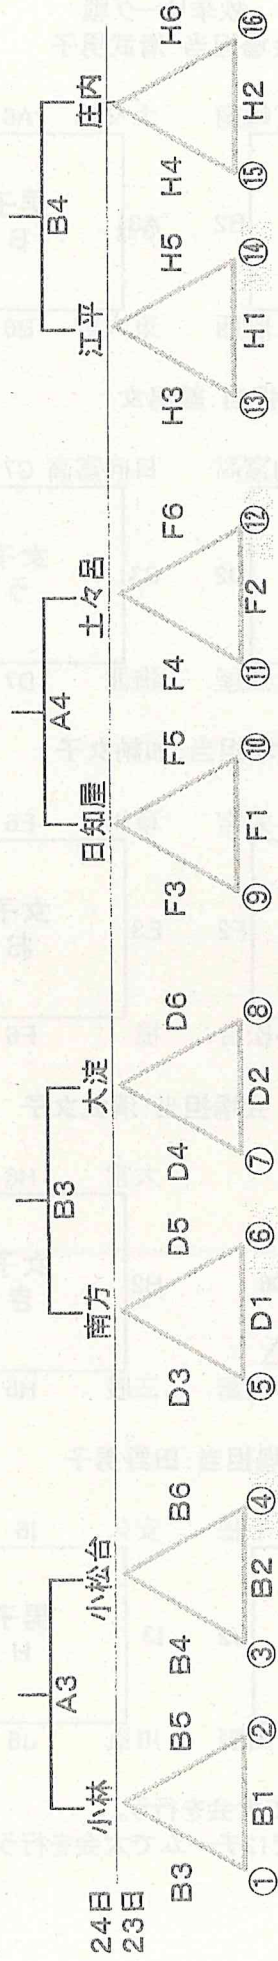 A3 B3 A4 B4
24日 小林 小松台 南方 大淀 日知屋 土々呂 江平 庄内
23日
B3 B5 B4 B6 D3 D5 D4 D6 F3 F5 F4 F6 H3 H5 H4 H6
① B1 ② ③ B2 ④ ⑤ D1 ⑥ ⑦ D2 ⑧ ⑨ F1 ⑩ ⑪ F2 ⑫ ⑬ H1 ⑭ ⑮ H2 ⑯